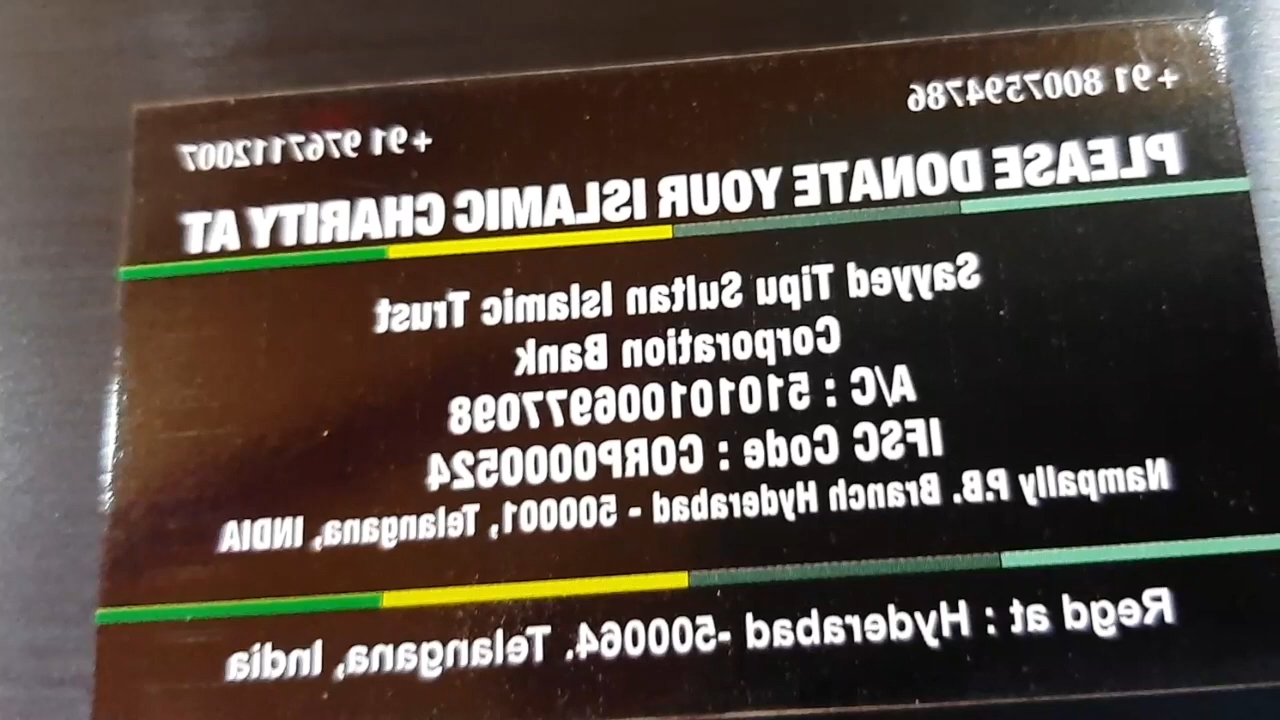 +91 8007594786 +91 9767112007
PLEASE DONATE YOUR ISLAMIC CHARITY AT
Sayyed Tipu Sultan Islamic Trust
Corporation Bank
A/C : 510101006977098
IFSC Code : CORP0000524
Nampally P.B. Branch Hyderabad - 500001, Telangana, INDIA
Regd at : Hyderabad -500064. Telangana, India